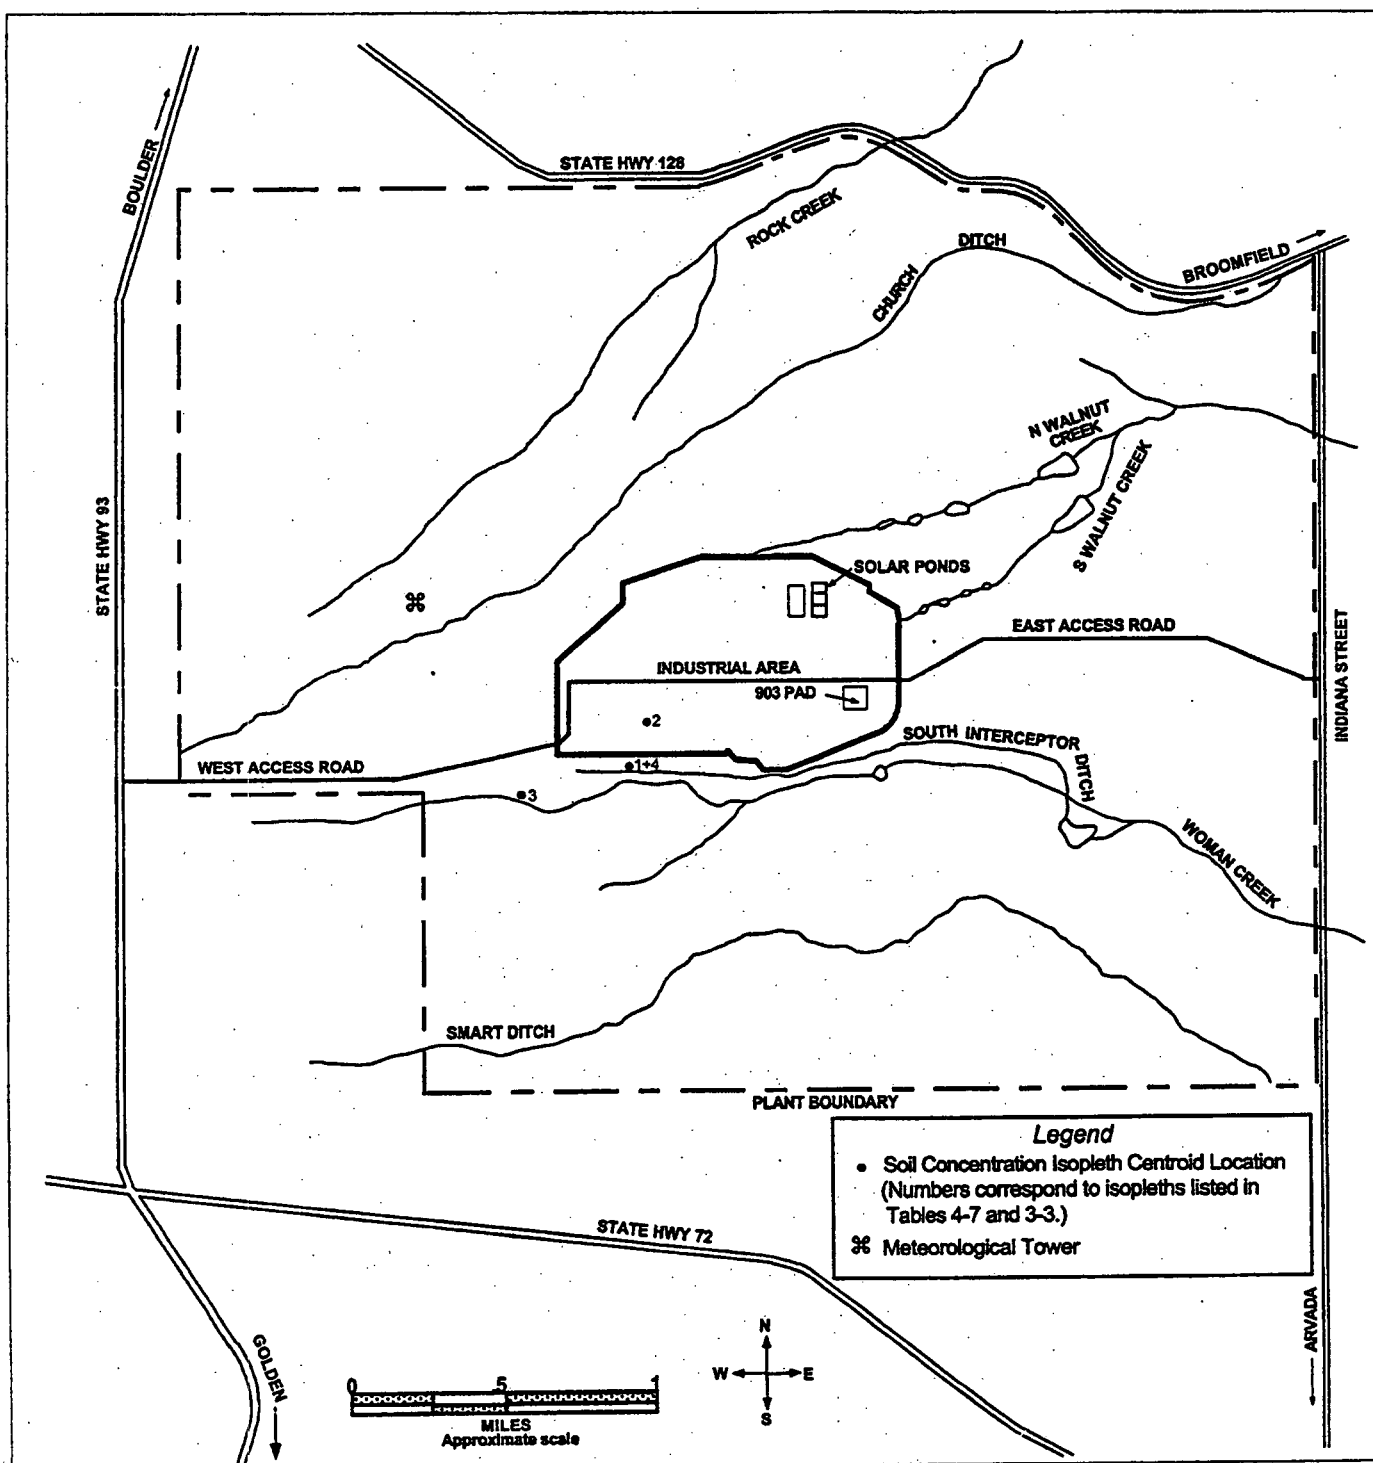 STATE HWY 128
BOULDER
ROCK CREEK
DITCH
CHURCH
BROOMFIELD
N WALNUT
CREEK
S WALNUT CREEK
STATE HWY 93
SOLAR PONDS
EAST ACCESS ROAD
INDUSTRIAL AREA
903 PAD
INDIANA STREET
2
SOUTH INTERCEPTOR
DITCH
WEST ACCESS ROAD
1+4
3
WOMAN CREEK
SMART DITCH
PLANT BOUNDARY
Legend
Soil Concentration Isopleth Centroid Location
(Numbers correspond to isopleths listed in
Tables 4-7 and 3-3.)
⌘ Meteorological Tower
STATE HWY 72
ARVADA
GOLDEN
N
W E
S
0 .5 1
MILES
Approximate scale